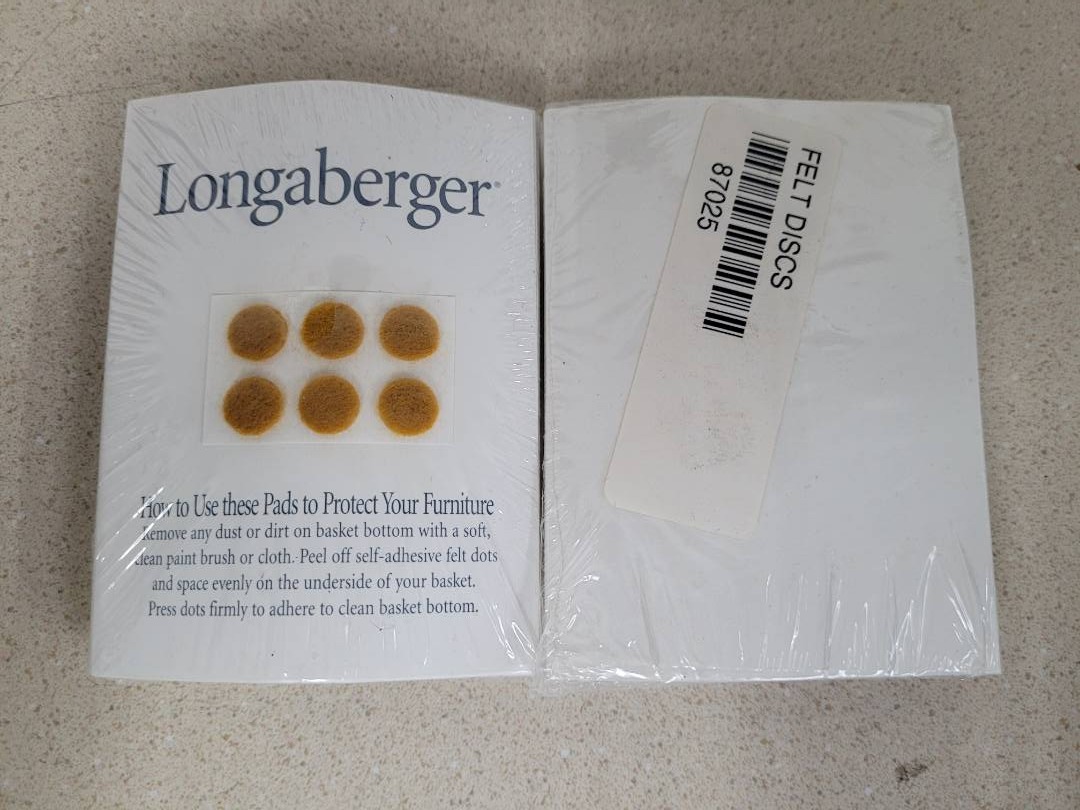 Longaberger®
How to Use these Pads to Protect Your Furniture
Remove any dust or dirt on basket bottom with a soft,
clean paint brush or cloth. Peel off self-adhesive felt dots
and space evenly on the underside of your basket.
Press dots firmly to adhere to clean basket bottom.
FELT DISCS
87025